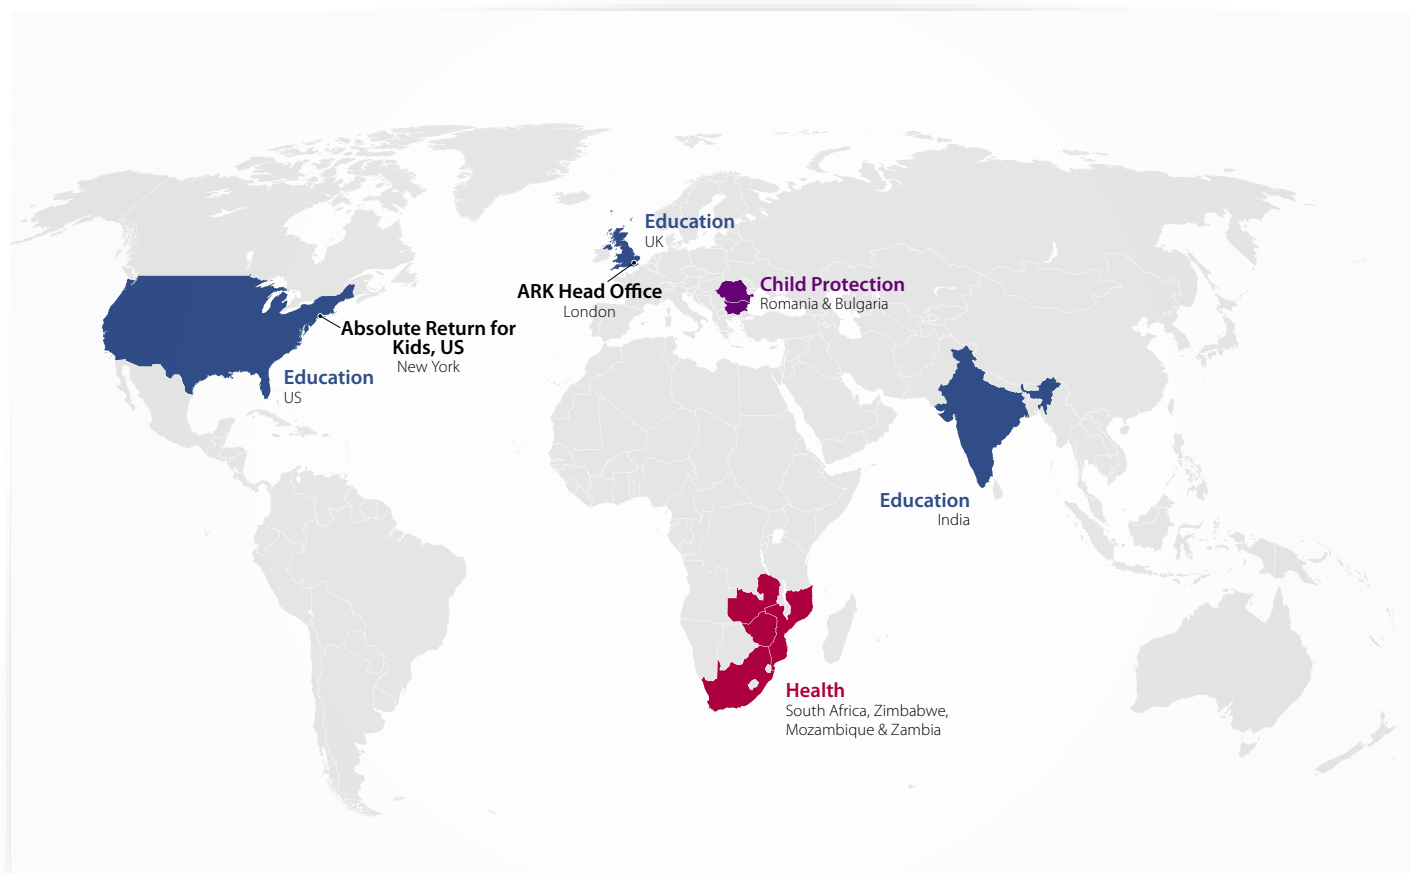 Education
UK
ARK Head Office
London
Child Protection
Romania & Bulgaria
Absolute Return for
Kids, US
New York
Education
US
Education
India
Health
South Africa, Zimbabwe,
Mozambique & Zambia